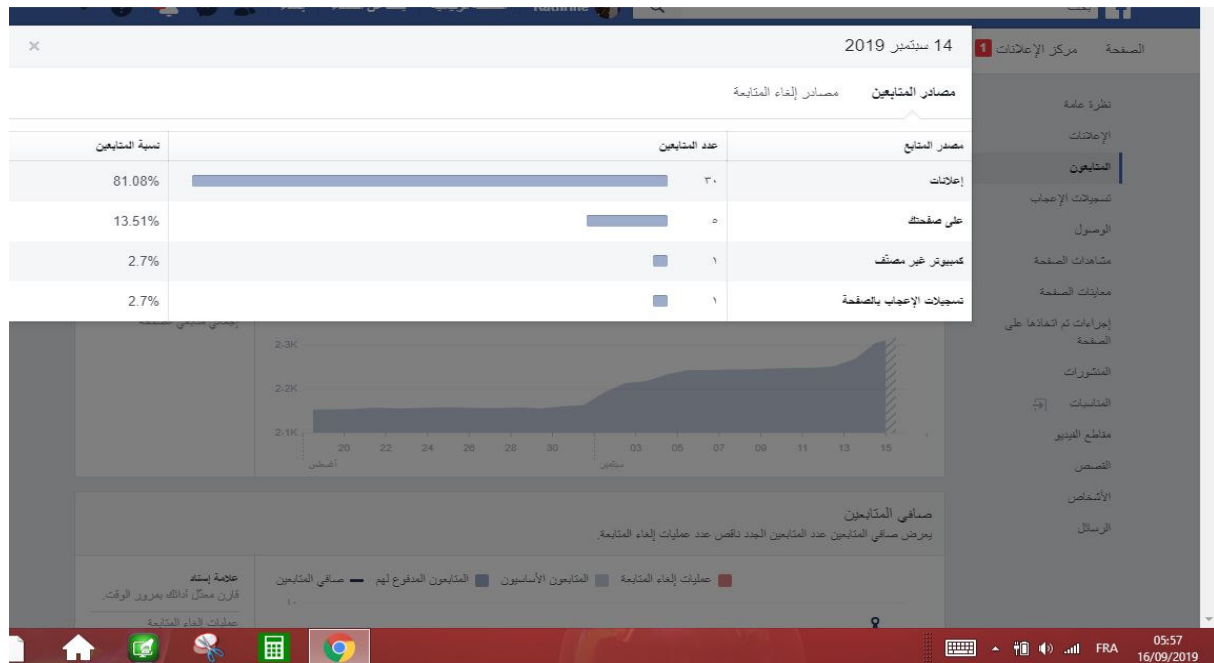 بحث
Kathrine
الصفحة
مركز الإعلانات 1
14 سبتمبر 2019
×
مصادر المتابعين
مصادر إلغاء المتابعة
مصدر المتابع
عدد المتابعين
نسبة المتابعين
إعلانات
٣٠
81.08%
على صفحتك
٥
13.51%
كمبيوتر غير مصنّف
١
2.7%
تسجيلات الإعجاب بالصفحة
١
2.7%
نظرة عامة
الإعلانات
المتابعون
تسجيلات الإعجاب
الوصول
مشاهدات الصفحة
معاينات الصفحة
إجراءات تم اتخاذها على
الصفحة
المنشورات
المناسبات
مقاطع الفيديو
القصص
الأشخاص
الرسائل
إجمالي متابعي الصفحة
2-3K
2-2K
2-1K
20 22 24 26 28 30 03 05 07 09 11 13 15
أغسطس
سبتمبر
صافي المتابعين
يعرض صافي المتابعين عدد المتابعين الجدد ناقص عدد عمليات إلغاء المتابعة.
عمليات إلغاء المتابعة
المتابعون الأساسيون
المتابعون المدفوع لهم
صافي المتابعين
علامة إسناد
قارن معدّل أدائك بمرور الوقت.
عمليات إلغاء المتابعة
FRA
05:57
16/09/2019